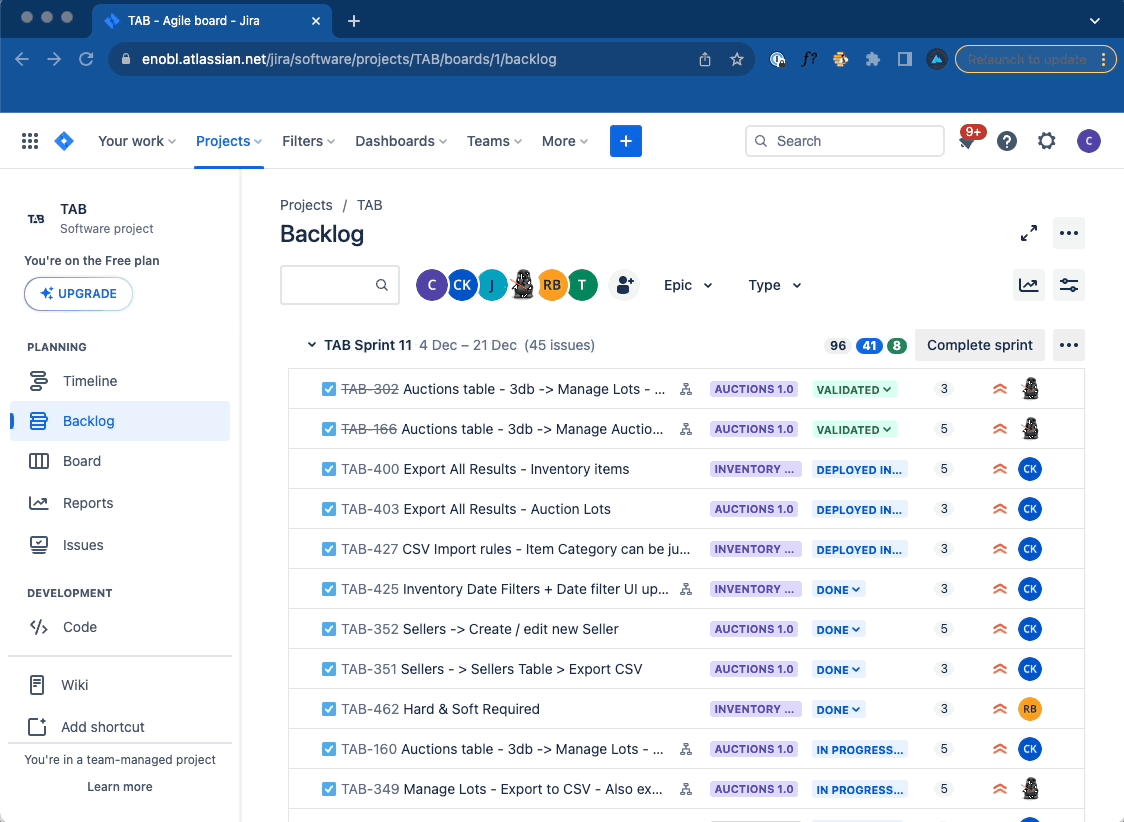 TAB - Agile board - Jira
enobl.atlassian.net/jira/software/projects/TAB/boards/1/backlog
f?
Relaunch to update
Your work
Projects
Filters
Dashboards
Teams
More
Search
9+
C
TAB
TAB
Software project
You're on the Free plan
UPGRADE
PLANNING
Timeline
Backlog
Board
Reports
Issues
DEVELOPMENT
Code
Wiki
Add shortcut
You're in a team-managed project
Learn more
Projects / TAB
Backlog
C CK J RB T
Epic
Type
TAB Sprint 11 4 Dec – 21 Dec (45 issues) 96 41 8 Complete sprint
TAB-302 Auctions table - 3db -> Manage Lots - ... AUCTIONS 1.0 VALIDATED 3
TAB-166 Auctions table - 3db -> Manage Auctio... AUCTIONS 1.0 VALIDATED 5
TAB-400 Export All Results - Inventory items INVENTORY ... DEPLOYED IN... 5 CK
TAB-403 Export All Results - Auction Lots AUCTIONS 1.0 DEPLOYED IN... 3 CK
TAB-427 CSV Import rules - Item Category can be ju... INVENTORY ... DEPLOYED IN... 3 CK
TAB-425 Inventory Date Filters + Date filter UI up... INVENTORY ... DONE 3 CK
TAB-352 Sellers -> Create / edit new Seller AUCTIONS 1.0 DONE 5 CK
TAB-351 Sellers - > Sellers Table > Export CSV AUCTIONS 1.0 DONE 3 CK
TAB-462 Hard & Soft Required INVENTORY ... DONE 3 RB
TAB-160 Auctions table - 3db -> Manage Lots - ... AUCTIONS 1.0 IN PROGRESS... 5 CK
TAB-349 Manage Lots - Export to CSV - Also ex... AUCTIONS 1.0 IN PROGRESS... 5